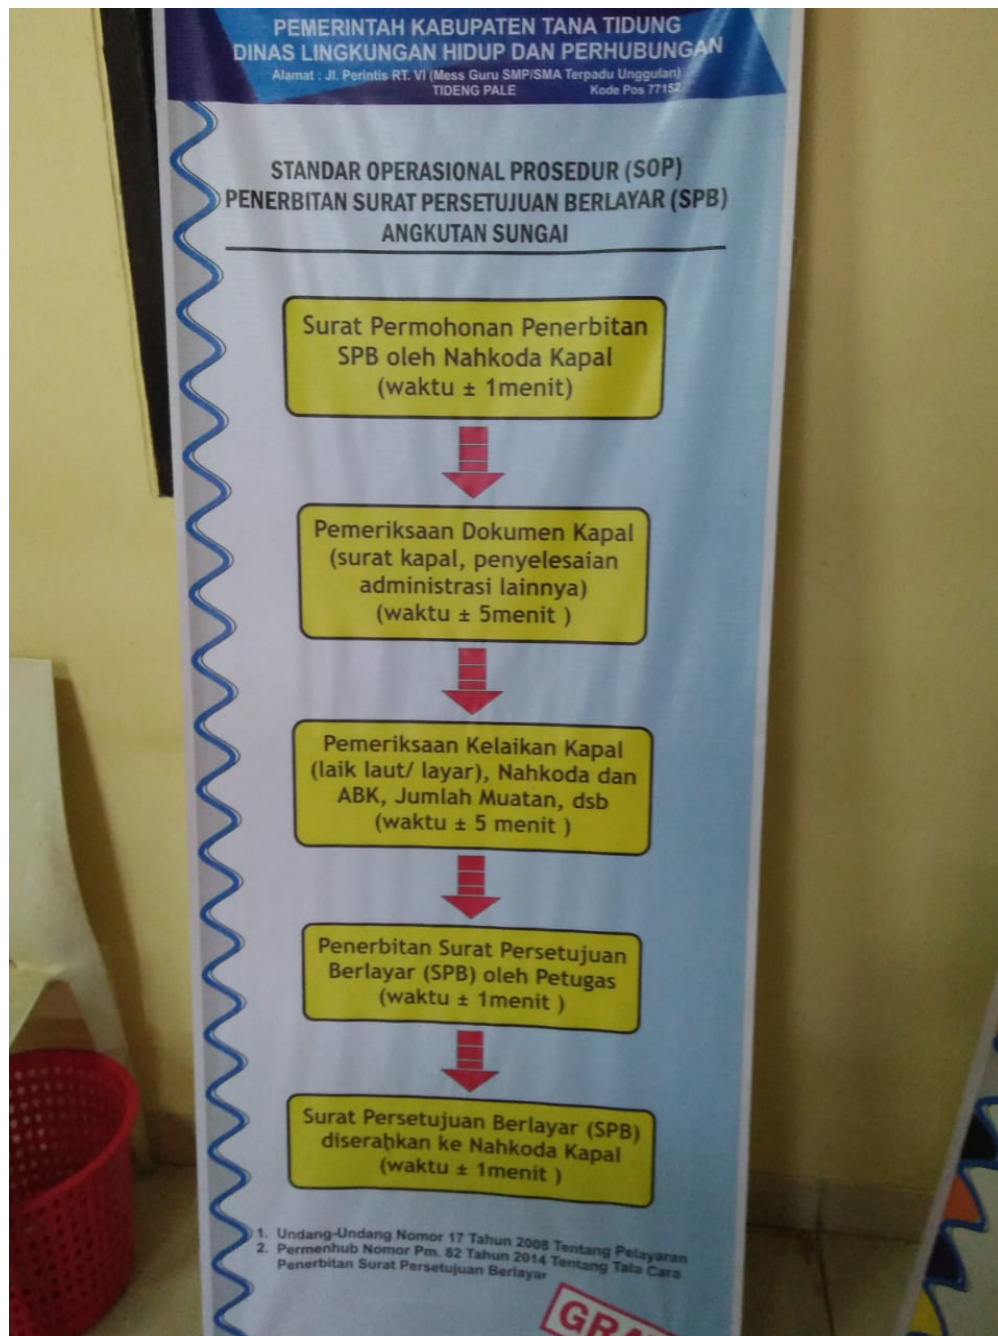 PEMERINTAH KABUPATEN TANA TIDUNG
DINAS LINGKUNGAN HIDUP DAN PERHUBUNGAN
Alamat : Jl. Perintis RT. VI (Mess Guru SMP/SMA Terpadu Unggulan)
TIDENG PALE Kode Pos 77152
STANDAR OPERASIONAL PROSEDUR (SOP)
PENERBITAN SURAT PERSETUJUAN BERLAYAR (SPB)
ANGKUTAN SUNGAI
Surat Permohonan Penerbitan
SPB oleh Nahkoda Kapal
(waktu ± 1menit)
Pemeriksaan Dokumen Kapal
(surat kapal, penyelesaian
administrasi lainnya)
(waktu ± 5menit )
Pemeriksaan Kelaikan Kapal
(laik laut/ layar), Nahkoda dan
ABK, Jumlah Muatan, dsb
(waktu ± 5 menit )
Penerbitan Surat Persetujuan
Berlayar (SPB) oleh Petugas
(waktu ± 1menit )
Surat Persetujuan Berlayar (SPB)
diserahkan ke Nahkoda Kapal
(waktu ± 1menit )
1. Undang-Undang Nomor 17 Tahun 2008 Tentang Pelayaran
2. Permenhub Nomor Pm. 82 Tahun 2014 Tentang Tata Cara
Penerbitan Surat Persetujuan Berlayar